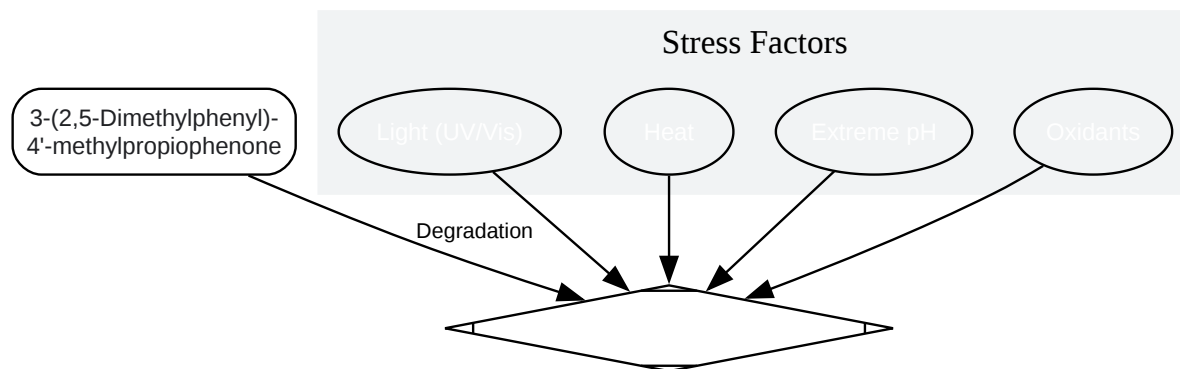 Stress Factors
3-(2,5-Dimethylphenyl)-
4'-methylpropiophenone
Light (UV/Vis)
Heat
Extreme pH
Oxidants
Degradation